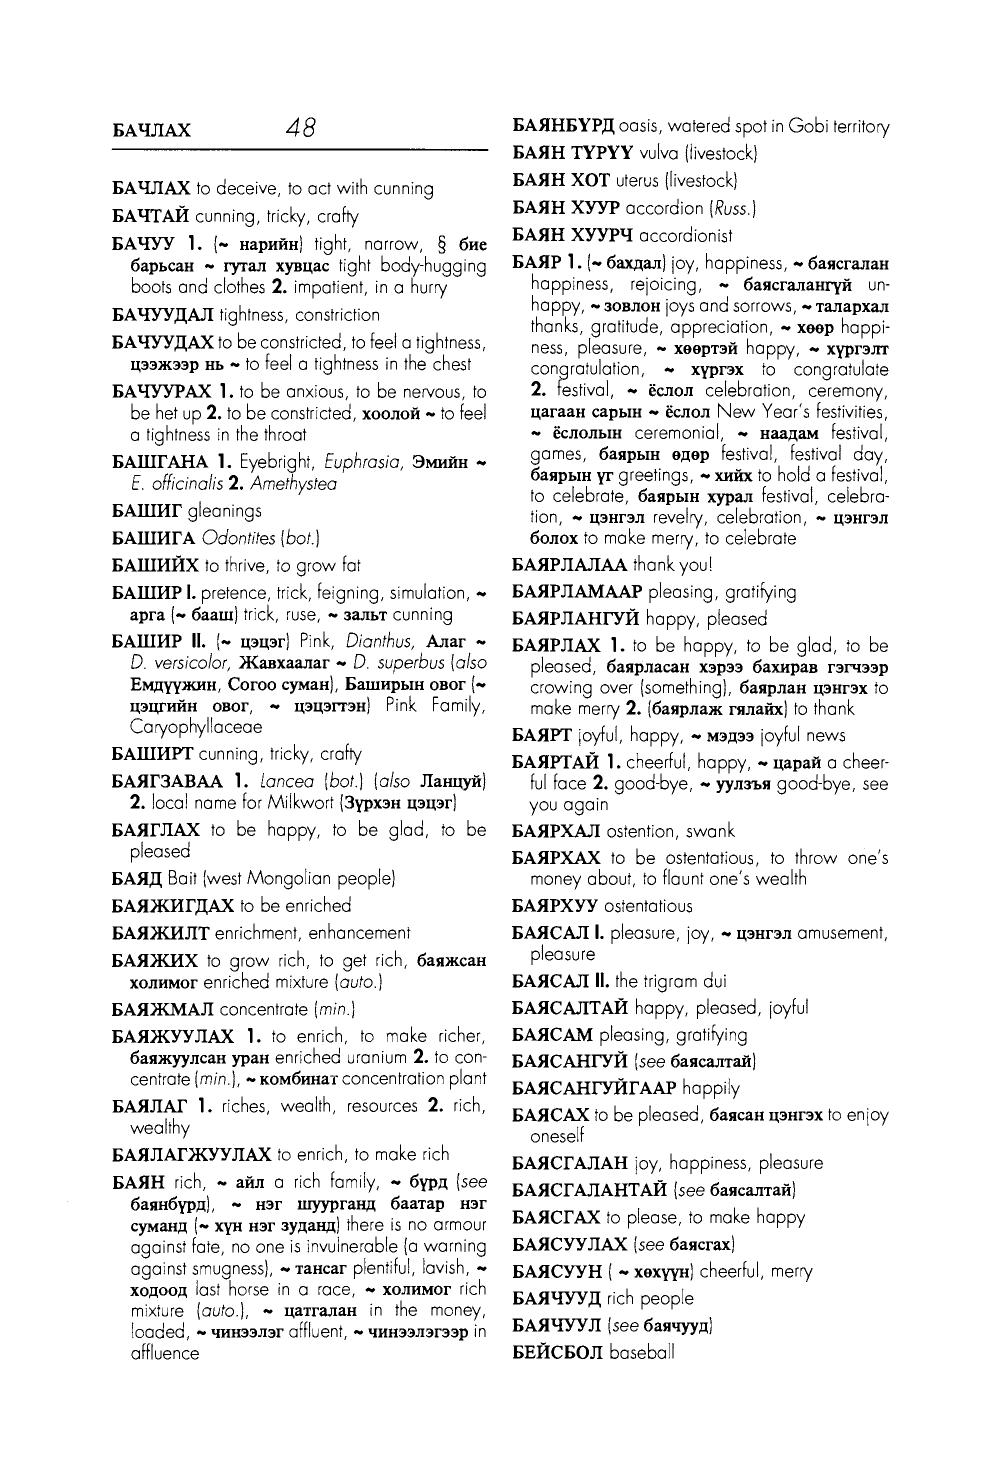 БАЧЛАХ 48
БАЧЛАХ to deceive, to act with cunning
БАЧТАЙ cunning, tricky, crafty
БАЧУУ 1. (~ нарийн) tight, narrow, § бие
барьсан ~ гутал хувцас tight body-hugging
boots and clothes 2. impatient, in a hurry
БАЧУУДАЛ tightness, constriction
БАЧУУДАХ to be constricted, to feel a tightness,
цээжээр нь ~ to feel a tightness in the chest
БАЧУУРАХ 1. to be anxious, to be nervous, to
be het up 2. to be constricted, хоолой ~ to feel
a tightness in the throat
БАШГАНА 1. Eyebright, Euphrasia, Эмийн ~
E. officinalis 2. Amethystea
БАШИГ gleanings
БАШИГА Odontites (bot.)
БАШИЙХ to thrive, to grow fat
БАШИР I. pretence, trick, feigning, simulation, ~
арга (~ бааш) trick, ruse, ~ зальт cunning
БАШИР II. (~ цэцэг) Pink, Dianthus, Алаг ~
D. versicolor, Жавхаалаг ~ D. superbus (also
Емдүүжин, Согоо суман), Баширын овог (~
цэцгийн овог, ~ цэцэгтэн) Pink Family,
Caryophyllaceae
БАШИРТ cunning, tricky, crafty
БАЯГЗАВАА 1. Lancea (bot.) (also Ланцуй)
2. local name for Milkwort (Зүрхэн цэцэг)
БАЯГЛАХ to be happy, to be glad, to be
pleased
БАЯД Bait (west Mongolian people)
БАЯЖИГДАХ to be enriched
БАЯЖИЛТ enrichment, enhancement
БАЯЖИХ to grow rich, to get rich, баяжсан
холимог enriched mixture (auto.)
БАЯЖМАЛ concentrate (min.)
БАЯЖУУЛАХ 1. to enrich, to make richer,
баяжуулсан уран enriched uranium 2. to con-
centrate (min.), ~ комбинат concentration plant
БАЯЛАГ 1. riches, wealth, resources 2. rich,
wealthy
БАЯЛАГЖУУЛАХ to enrich, to make rich
БАЯН rich, ~ айл a rich family, ~ бүрд (see
баянбүрд), ~ нэг шуурганд баатар нэг
суманд (~ хүн нэг зуданд) there is no armour
against fate, no one is invulnerable (a warning
against smugness), ~ тансаг plentiful, lavish, ~
ходоод last horse in a race, ~ холимог rich
mixture (auto.), ~ цатгалан in the money,
loaded, ~ чинээлэг affluent, ~ чинээлэгээр in
affluence
БАЯНБҮРД oasis, watered spot in Gobi territory
БАЯН ТҮРҮҮ vulva (livestock)
БАЯН ХОТ uterus (livestock)
БАЯН ХУУР accordion (Russ.)
БАЯН ХУУРЧ accordionist
БАЯР 1. (~ бахдал) joy, happiness, ~ баясгалан
happiness, rejoicing, ~ баясгалангүй un-
happy, ~ зовлон joys and sorrows, ~ талархал
thanks, gratitude, appreciation, ~ хөөр happi-
ness, pleasure, ~ хөөртэй happy, ~ хүргэлт
congratulation, ~ хүргэх to congratulate
2. festival, ~ ёслол celebration, ceremony,
цагаан сарын ~ ёслол New Year's festivities,
~ ёслолын ceremonial, ~ наадам festival,
games, баярын өдөр festival, festival day,
баярын үг greetings, ~ хийх to hold a festival,
to celebrate, баярын хурал festival, celebra-
tion, ~ цэнгэл revelry, celebration, ~ цэнгэл
болох to make merry, to celebrate
БАЯРЛАЛАА thank you!
БАЯРЛАМААР pleasing, gratifying
БАЯРЛАНГУЙ happy, pleased
БАЯРЛАХ 1. to be happy, to be glad, to be
pleased, баярласан хэрээ бахирав гэгчээр
crowing over (something), баярлан цэнгэх to
make merry 2. (баярлаж гялайх) to thank
БАЯРТ joyful, happy, ~ мэдээ joyful news
БАЯРТАЙ 1. cheerful, happy, ~ царай a cheer-
ful face 2. good-bye, ~ уулзъя good-bye, see
you again
БАЯРХАЛ ostention, swank
БАЯРХАХ to be ostentatious, to throw one's
money about, to flaunt one's wealth
БАЯРХУУ ostentatious
БАЯСАЛ I. pleasure, joy, ~ цэнгэл amusement,
pleasure
БАЯСАЛ II. the trigram dui
БАЯСАЛТАЙ happy, pleased, joyful
БАЯСАМ pleasing, gratifying
БАЯСАНГУЙ (see баясалтай)
БАЯСАНГУЙГААР happily
БАЯСАХ to be pleased, баясан цэнгэх to enjoy
oneself
БАЯСГАЛАН joy, happiness, pleasure
БАЯСГАЛАНТАЙ (see баясалтай)
БАЯСГАХ to please, to make happy
БАЯСУУЛАХ (see баясгах)
БАЯСУУН ( ~ хөхүүн) cheerful, merry
БАЯЧУУД rich people
БАЯЧУУЛ (see баячууд)
БЕЙСБОЛ baseball